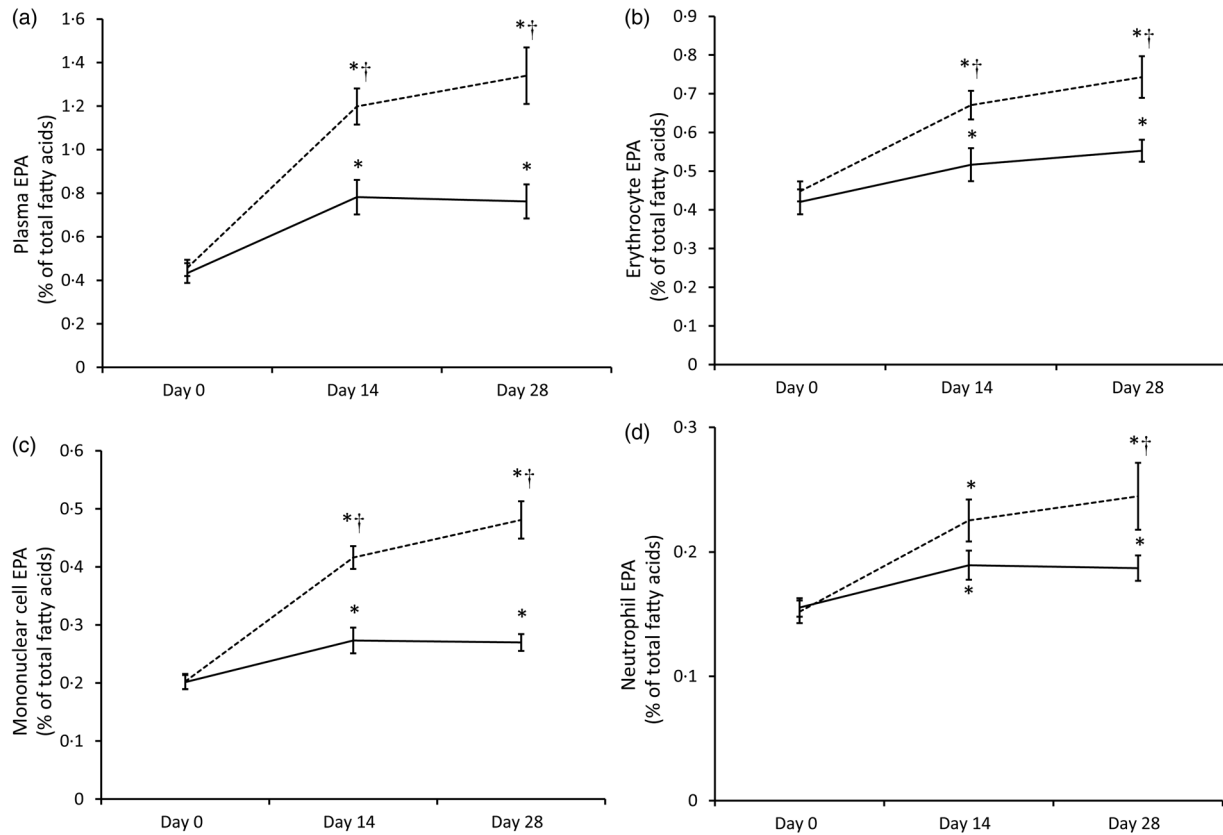 (a)
Plasma EPA
(% of total fatty acids)
1·6
1·4
1·2
1·0
0·8
0·6
0·4
0·2
0
*†
*†
*
*
Day 0 Day 14 Day 28
(b)
Erythrocyte EPA
(% of total fatty acids)
0·9
0·8
0·7
0·6
0·5
0·4
0·3
0·2
0·1
0
*†
*†
*
*
Day 0 Day 14 Day 28
(c)
Mononuclear cell EPA
(% of total fatty acids)
0·6
0·5
0·4
0·3
0·2
0·1
0
*†
*†
*
*
Day 0 Day 14 Day 28
(d)
Neutrophil EPA
(% of total fatty acids)
0·3
0·2
0·1
0
*†
*
*
*
Day 0 Day 14 Day 28